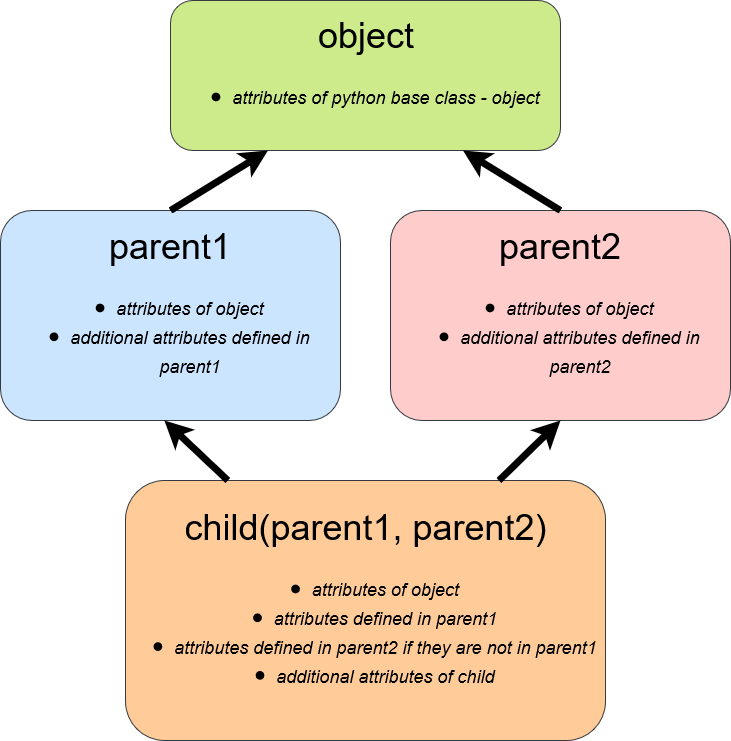 object
• attributes of python base class - object
parent1
• attributes of object
• additional attributes defined in
parent1
parent2
• attributes of object
• additional attributes defined in
parent2
child(parent1, parent2)
• attributes of object
• attributes defined in parent1
• attributes defined in parent2 if they are not in parent1
• additional attributes of child